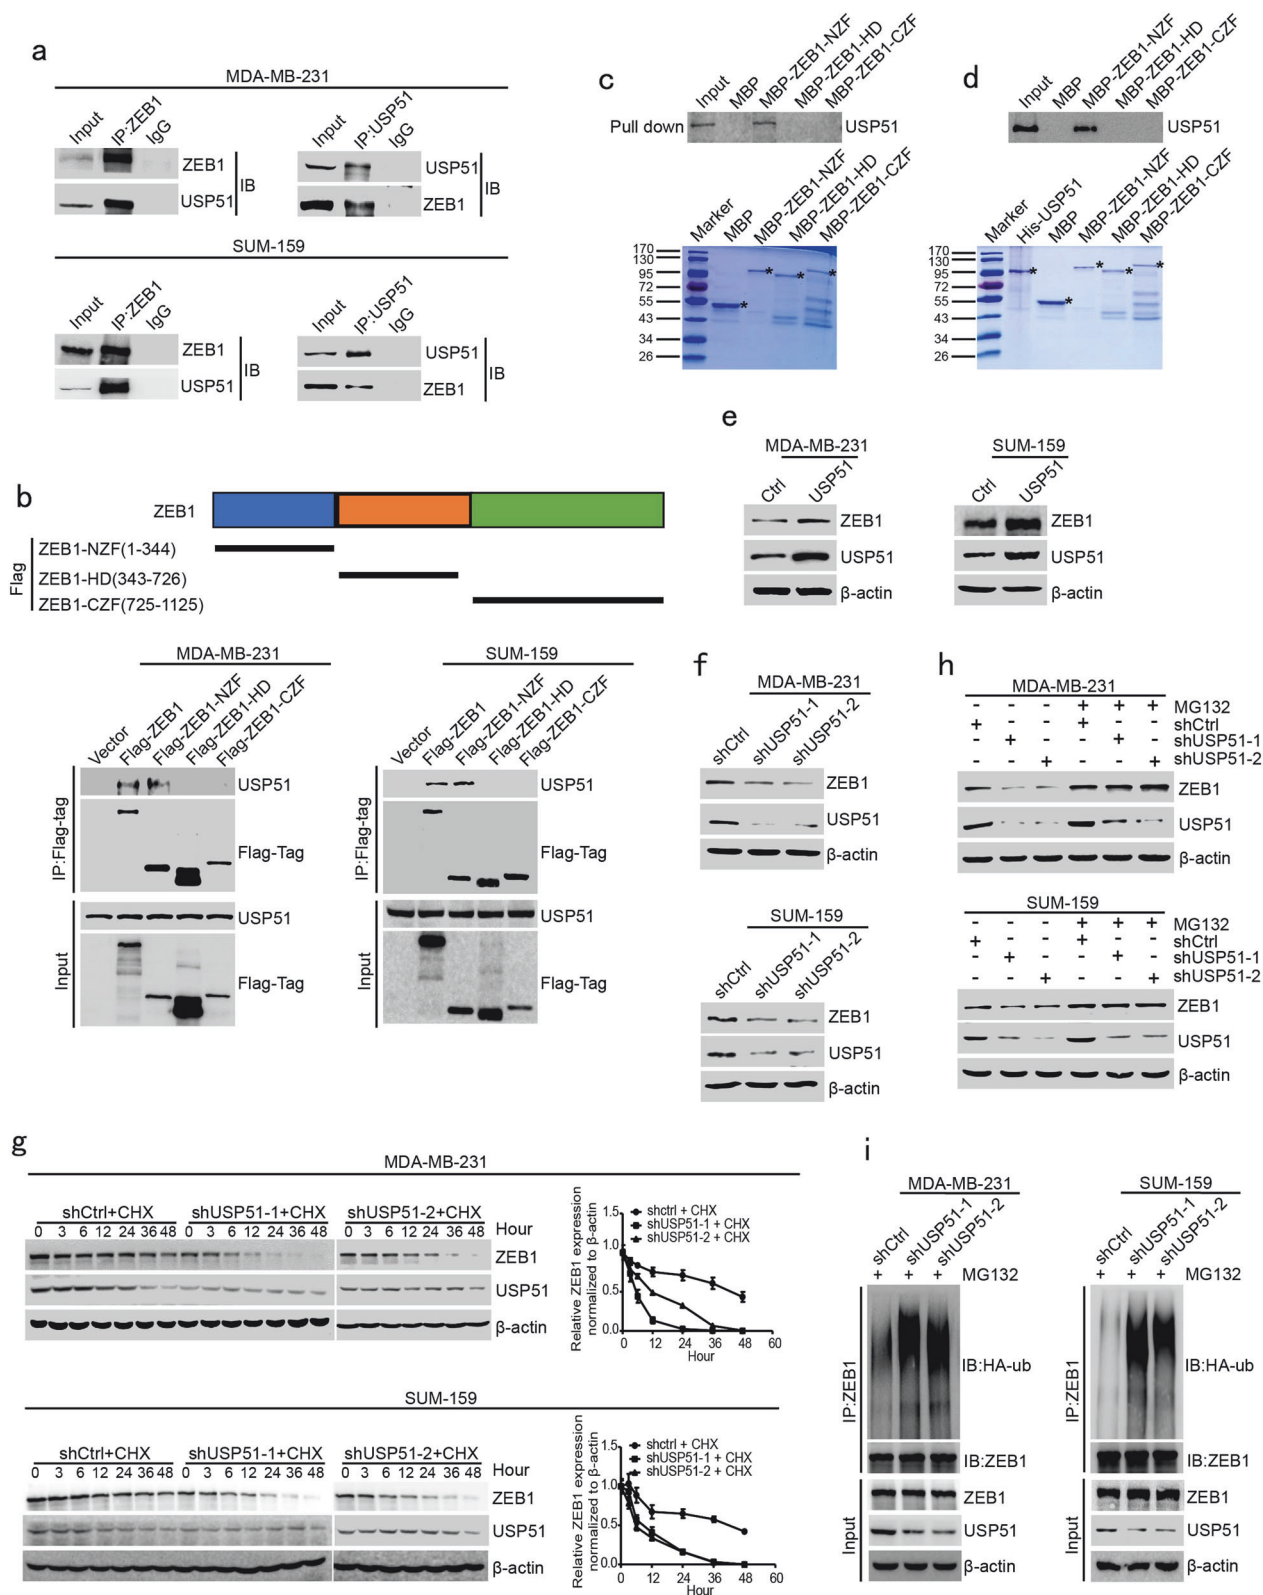 a
MDA-MB-231
Input
IP:ZEB1
IgG
ZEB1
USP51
IB
Input
IP:USP51
IgG
USP51
ZEB1
IB
SUM-159
Input
IP:ZEB1
IgG
ZEB1
USP51
IB
Input
IP:USP51
IgG
USP51
ZEB1
IB
c
Input
MBP
MBP-ZEB1-NZF
MBP-ZEB1-HD
MBP-ZEB1-CZF
Pull down
USP51
Marker
MBP
MBP-ZEB1-NZF
MBP-ZEB1-HD
MBP-ZEB1-CZF
170
130
95
72
55
43
34
26
*
*
*
*
d
Input
MBP
MBP-ZEB1-NZF
MBP-ZEB1-HD
MBP-ZEB1-CZF
USP51
Marker
His-USP51
MBP
MBP-ZEB1-NZF
MBP-ZEB1-HD
MBP-ZEB1-CZF
170
130
95
72
55
43
34
26
*
*
*
*
*
b
ZEB1
Flag
ZEB1-NZF(1-344)
ZEB1-HD(343-726)
ZEB1-CZF(725-1125)
MDA-MB-231
Vector
Flag-ZEB1
Flag-ZEB1-NZF
Flag-ZEB1-HD
Flag-ZEB1-CZF
IP:Flag-tag
USP51
Flag-Tag
Input
USP51
Flag-Tag
SUM-159
Vector
Flag-ZEB1
Flag-ZEB1-NZF
Flag-ZEB1-HD
Flag-ZEB1-CZF
IP:Flag-tag
USP51
Flag-Tag
Input
USP51
Flag-Tag
e
MDA-MB-231
Ctrl
USP51
ZEB1
USP51
β-actin
SUM-159
Ctrl
USP51
ZEB1
USP51
β-actin
f
MDA-MB-231
shCtrl
shUSP51-1
shUSP51-2
ZEB1
USP51
β-actin
SUM-159
shCtrl
shUSP51-1
shUSP51-2
ZEB1
USP51
β-actin
h
MDA-MB-231
- - - + + + MG132
+ - - + - - shCtrl
- + - - + - shUSP51-1
- - + - - + shUSP51-2
ZEB1
USP51
β-actin
SUM-159
- - - + + + MG132
+ - - + - - shCtrl
- + - - + - shUSP51-1
- - + - - + shUSP51-2
ZEB1
USP51
β-actin
g
MDA-MB-231
shCtrl+CHX shUSP51-1+CHX shUSP51-2+CHX
0 3 6 12 24 36 48 0 3 6 12 24 36 48 0 3 6 12 24 36 48 Hour
ZEB1
USP51
β-actin
Relative ZEB1 expression
normalized to β-actin
shctrl + CHX
shUSP51-1 + CHX
shUSP51-2 + CHX
1.5
1.0
0.5
0.0
0 12 24 36 48 60
Hour
SUM-159
shCtrl+CHX shUSP51-1+CHX shUSP51-2+CHX
0 3 6 12 24 36 48 0 3 6 12 24 36 48 0 3 6 12 24 36 48 Hour
ZEB1
USP51
β-actin
Relative ZEB1 expression
normalized to β-actin
shctrl + CHX
shUSP51-1 + CHX
shUSP51-2 + CHX
1.5
1.0
0.5
0.0
0 12 24 36 48 60
Hour
i
MDA-MB-231
shCtrl
shUSP51-1
shUSP51-2
+ + + MG132
IP:ZEB1
IB:HA-ub
IB:ZEB1
Input
ZEB1
USP51
β-actin
SUM-159
shCtrl
shUSP51-1
shUSP51-2
+ + + MG132
IP:ZEB1
IB:HA-ub
IB:ZEB1
Input
ZEB1
USP51
β-actin